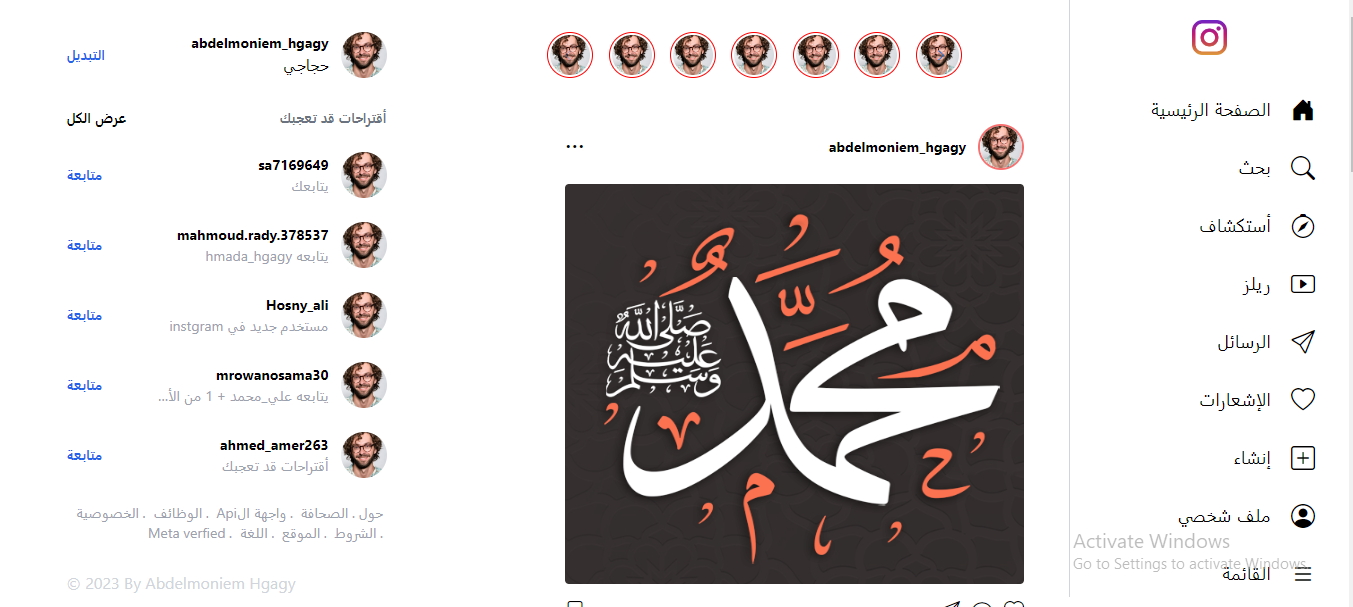 الصفحة الرئيسية
بحث
أستكشاف
ريلز
الرسائل
الإشعارات
إنشاء
ملف شخصي
القائمة
Activate Windows
Go to Settings to activate Windows.
abdelmoniem_hgagy
...
محمد
صلى الله
عليه
وسلم
abdelmoniem_hgagy
حجاجي
التبديل
أقتراحات قد تعجبك
عرض الكل
sa7169649
يتابعك
متابعة
mahmoud.rady.378537
يتابعه hmada_hgagy
متابعة
Hosny_ali
مستخدم جديد في instgram
متابعة
mrowanosama30
يتابعه علي_محمد + 1 من الأ...
متابعة
ahmed_amer263
أقتراحات قد تعجبك
متابعة
حول . الصحافة . واجهة الApi . الوظائف . الخصوصية
. الشروط . الموقع . اللغة . Meta verfied
© 2023 By Abdelmoniem Hgagy